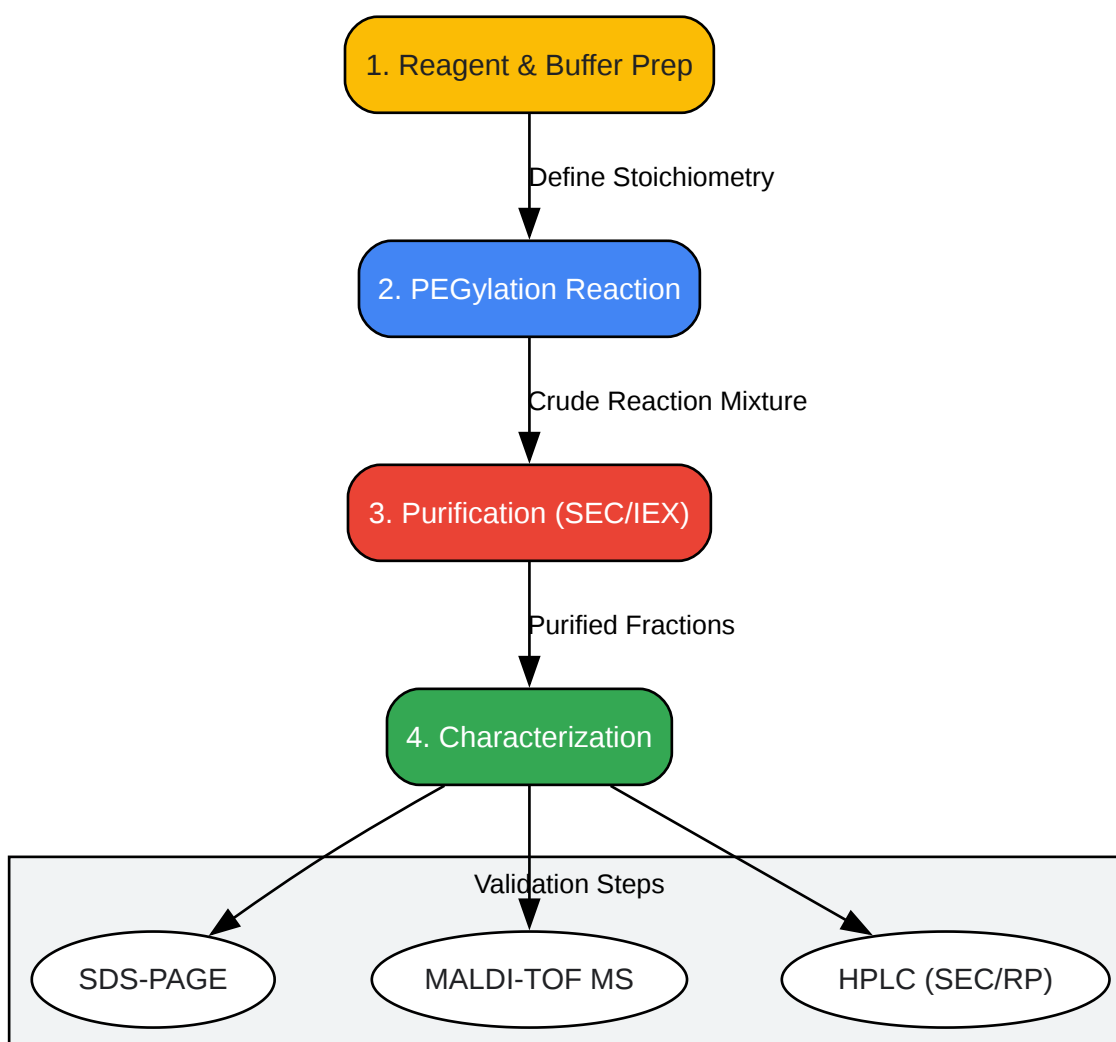 1. Reagent & Buffer Prep
Define Stoichiometry
2. PEGylation Reaction
Crude Reaction Mixture
3. Purification (SEC/IEX)
Purified Fractions
4. Characterization
Validation Steps
SDS-PAGE
MALDI-TOF MS
HPLC (SEC/RP)